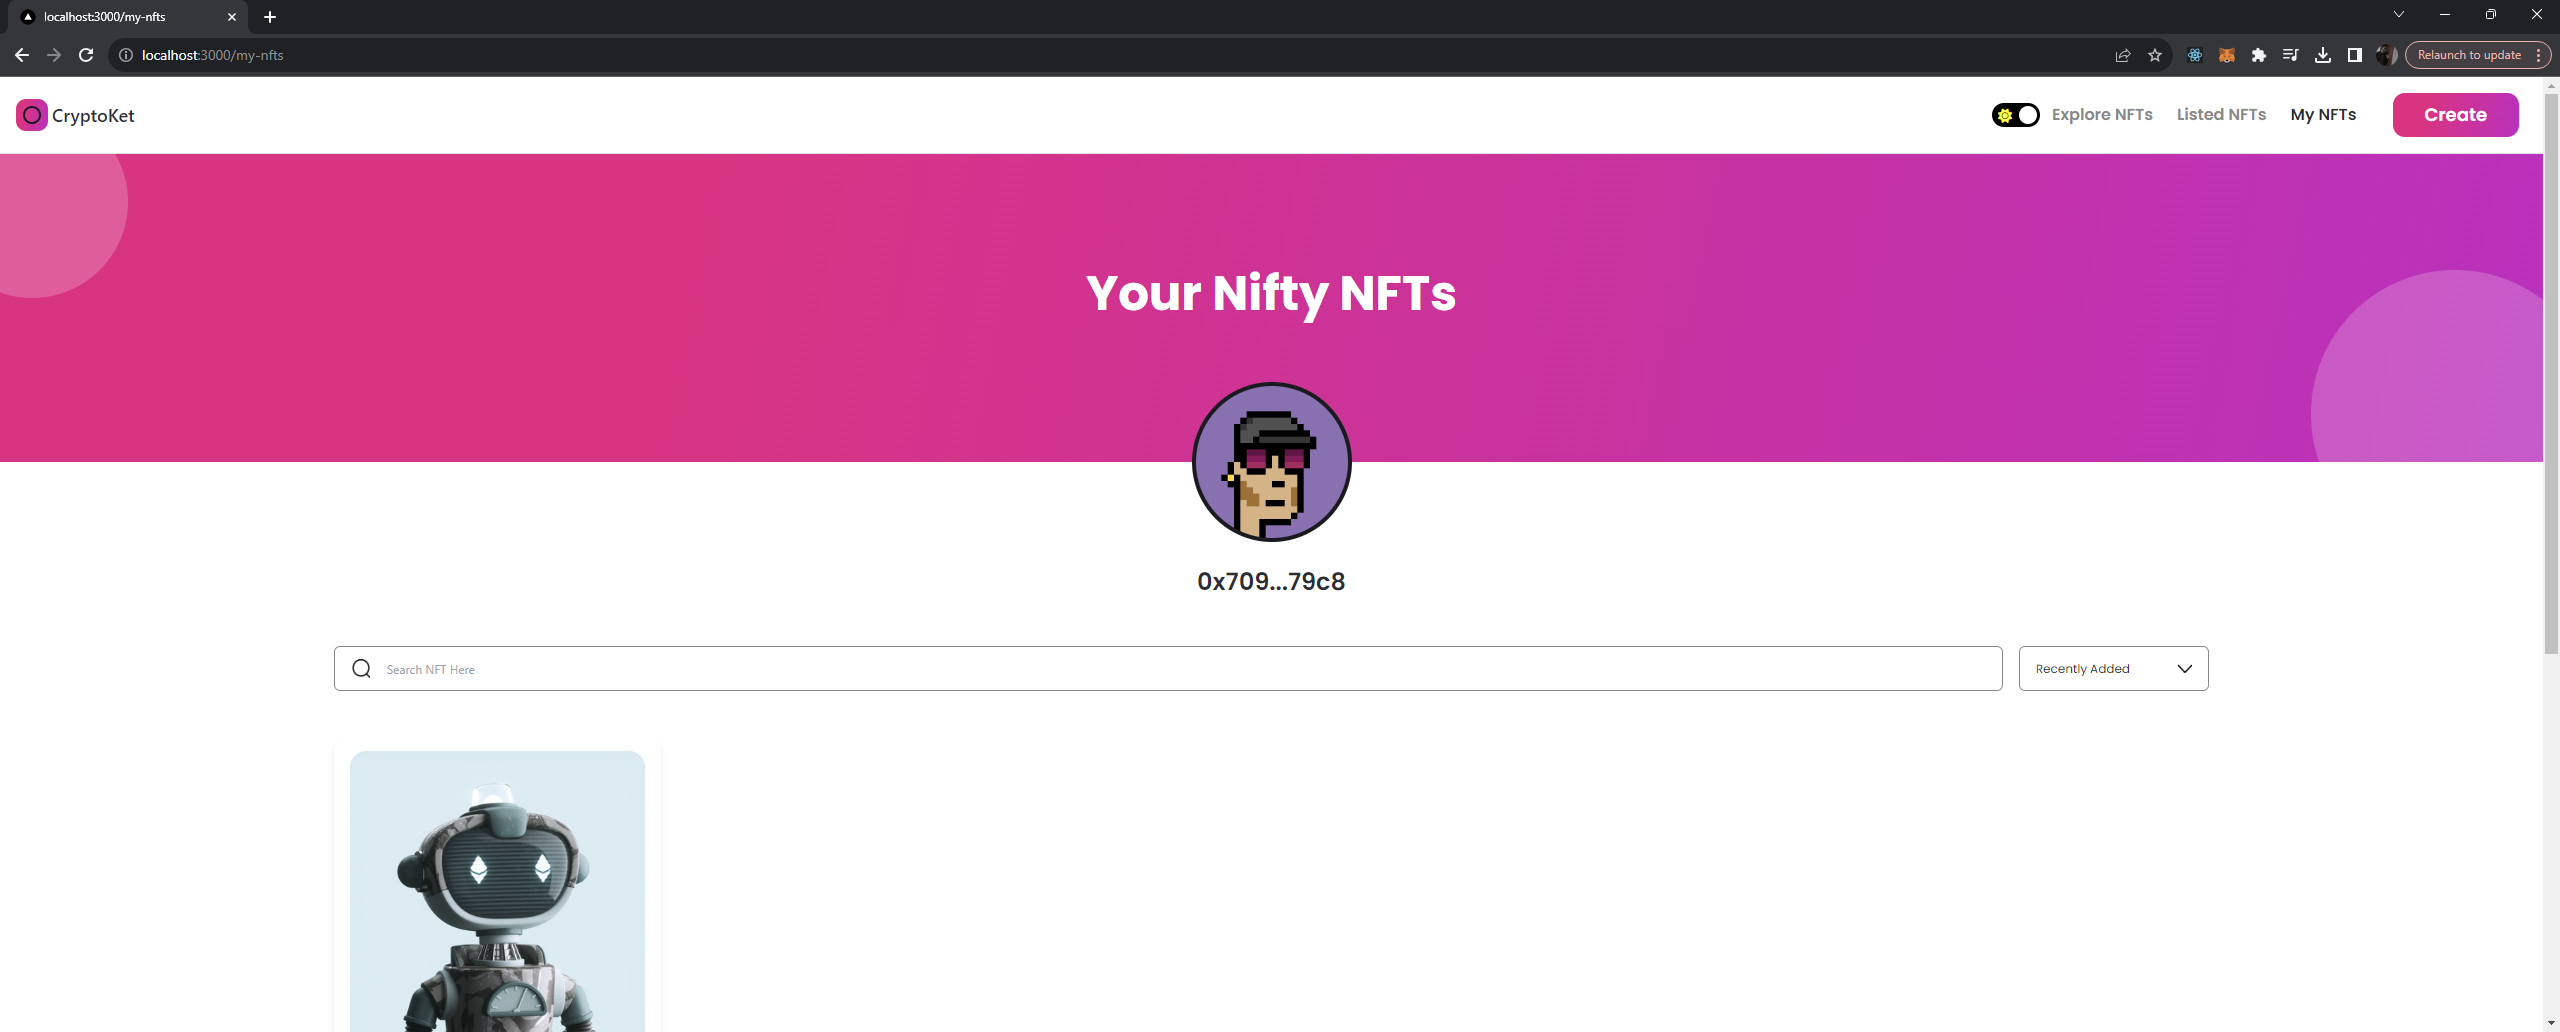 localhost:3000/my-nfts
localhost:3000/my-nfts
Relaunch to update
CryptoKet
Explore NFTs
Listed NFTs
My NFTs
Create
Your Nifty NFTs
0x709...79c8
Search NFT Here
Recently Added